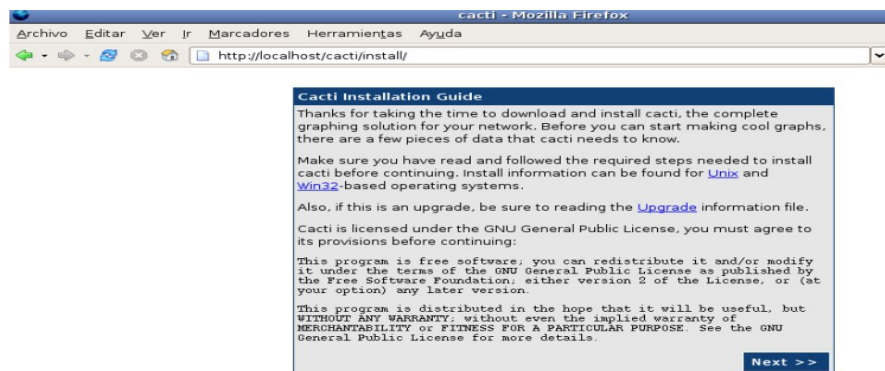 cacti - Mozilla Firefox
Archivo Editar Ver Ir Marcadores Herramientas Ayuda
http://localhost/cacti/install/
Cacti Installation Guide
Thanks for taking the time to download and install cacti, the complete
graphing solution for your network. Before you can start making cool graphs,
there are a few pieces of data that cacti needs to know.
Make sure you have read and followed the required steps needed to install
cacti before continuing. Install information can be found for Unix and
Win32-based operating systems.
Also, if this is an upgrade, be sure to reading the Upgrade information file.
Cacti is licensed under the GNU General Public License, you must agree to
its provisions before continuing:
This program is free software; you can redistribute it and/or modify
it under the terms of the GNU General Public License as published by
the Free Software Foundation; either version 2 of the License, or (at
your option) any later version.
This program is distributed in the hope that it will be useful, but
WITHOUT ANY WARRANTY; without even the implied warranty of
MERCHANTABILITY or FITNESS FOR A PARTICULAR PURPOSE. See the GNU
General Public License for more details.
Next >>